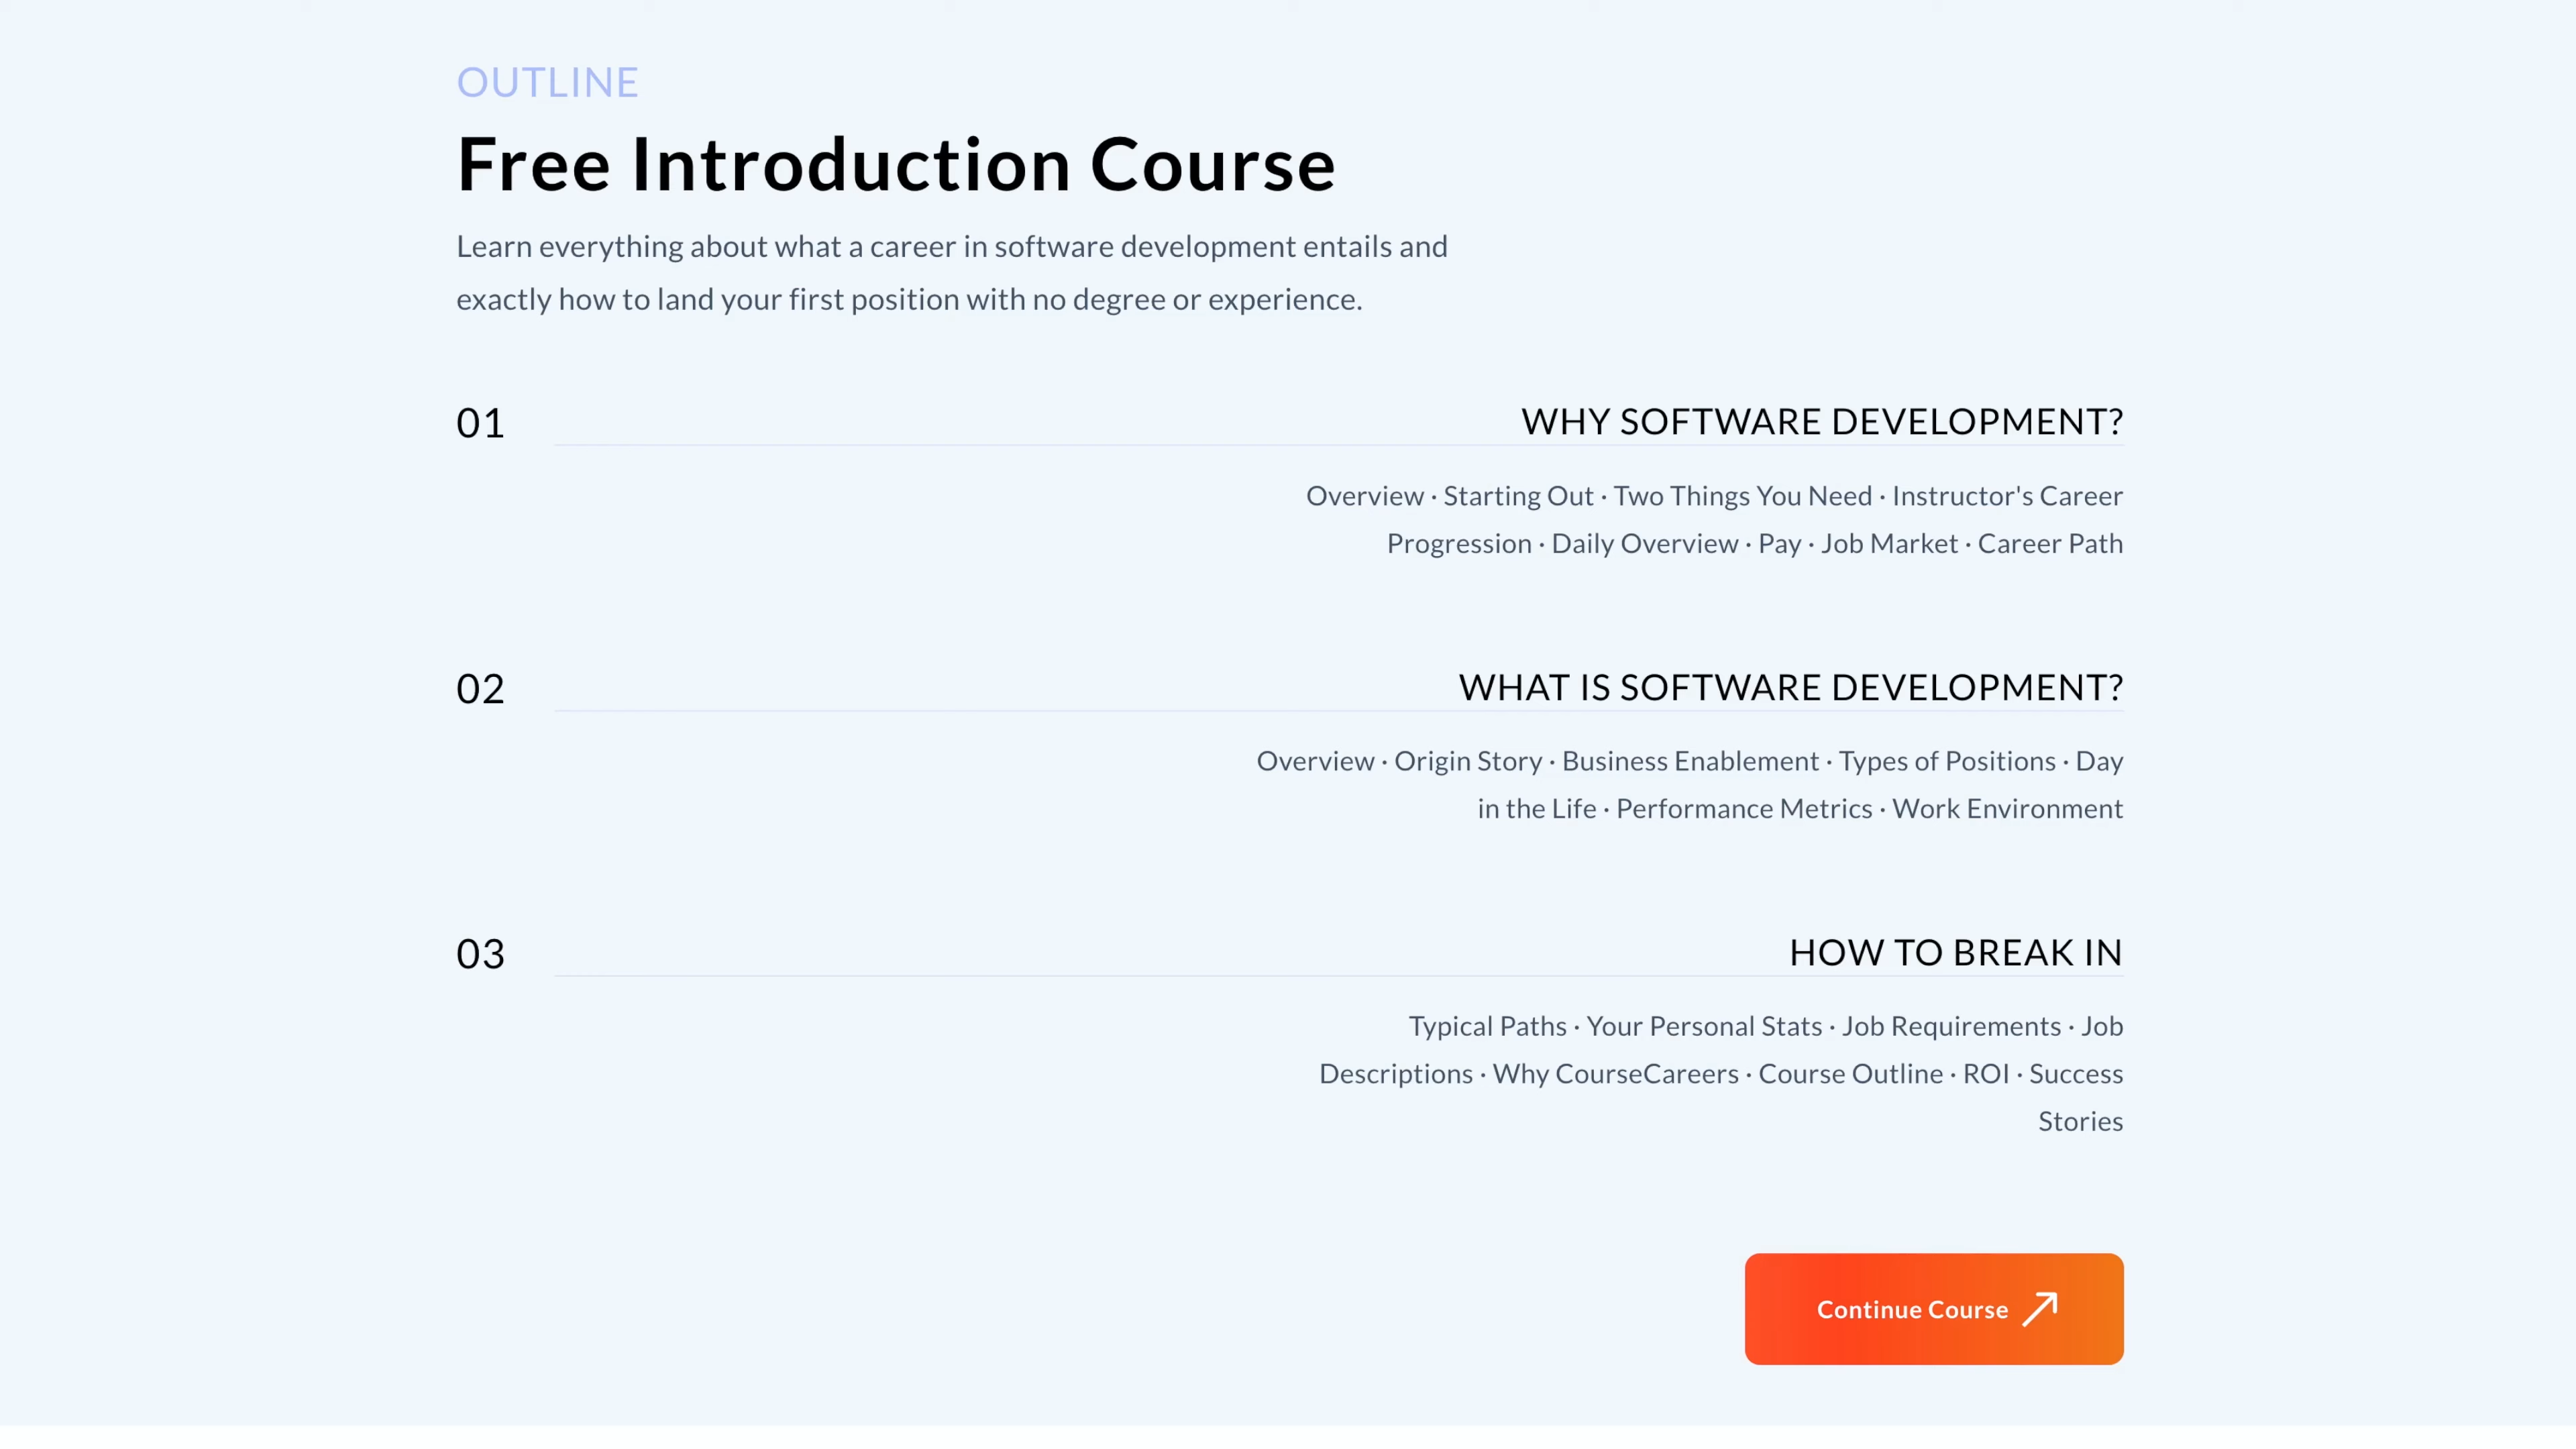 OUTLINE
Free Introduction Course
Learn everything about what a career in software development entails and
exactly how to land your first position with no degree or experience.
01
WHY SOFTWARE DEVELOPMENT?
Overview · Starting Out · Two Things You Need · Instructor's Career
Progression · Daily Overview · Pay · Job Market · Career Path
02
WHAT IS SOFTWARE DEVELOPMENT?
Overview · Origin Story · Business Enablement · Types of Positions · Day
in the Life · Performance Metrics · Work Environment
03
HOW TO BREAK IN
Typical Paths · Your Personal Stats · Job Requirements · Job
Descriptions · Why CourseCareers · Course Outline · ROI · Success
Stories
Continue Course